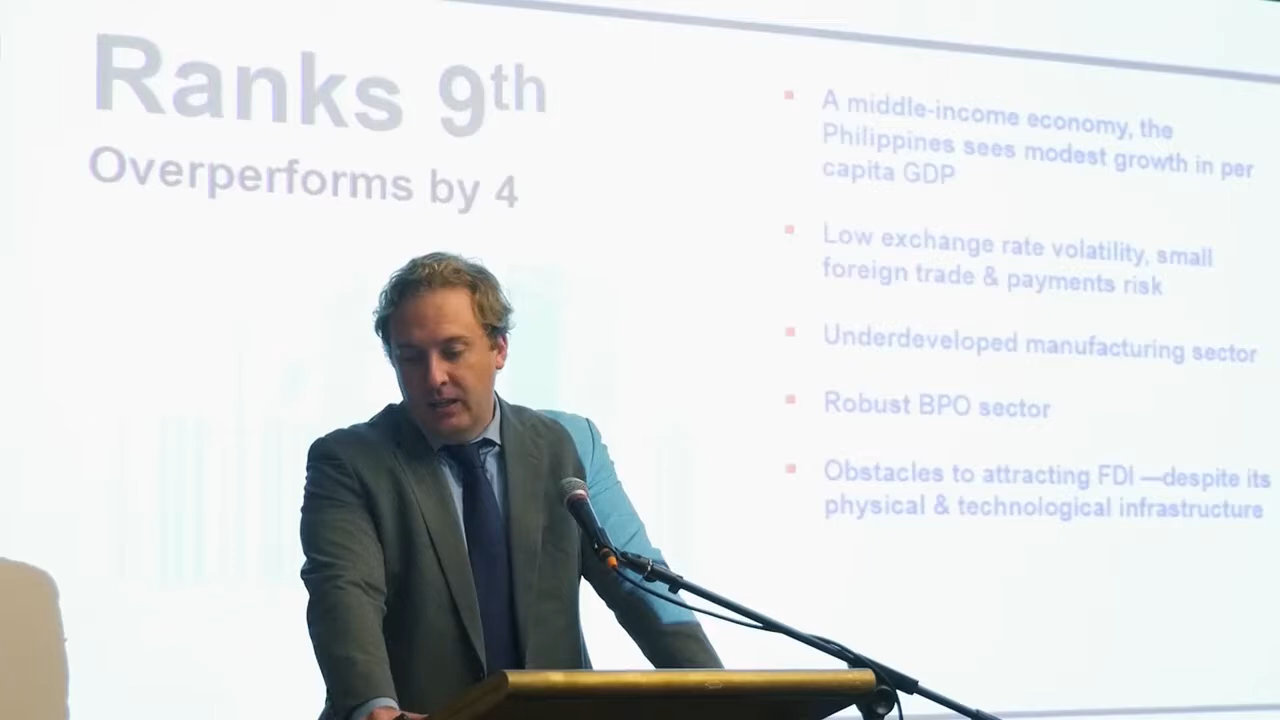 Ranks 9th
Overperforms by 4
A middle-income economy, the
Philippines sees modest growth in per
capita GDP
Low exchange rate volatility, small
foreign trade & payments risk
Underdeveloped manufacturing sector
Robust BPO sector
Obstacles to attracting FDI —despite its
physical & technological infrastructure